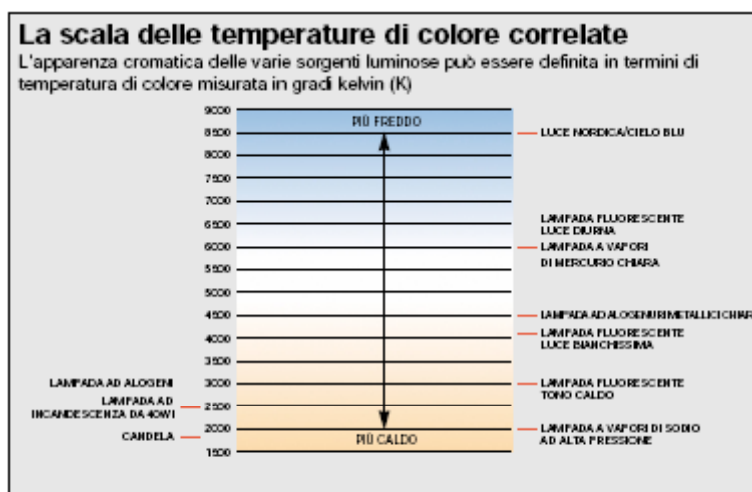 La scala delle temperature di colore correlate
L'apparenza cromatica delle varie sorgenti luminose può essere definita in termini di
temperatura di colore misurata in gradi kelvin (K)
9000
PIÙ FREDDO
8500
LUCE NORDICA/CIELO BLU
8000
7500
7000
6500
LAMPADA FLUORESCENTE
LUCE DIURNA
6000
LAMPADA A VAPORI
DI MERCURIO CHIARA
5500
5000
4500
LAMPADA AD ALOGENURI METALLICI CHIAR
4000
LAMPADA FLUORESCENTE
LUCE BIANCHISSIMA
3500
LAMPADA AD ALOGENI
3000
LAMPADA FLUORESCENTE
TONO CALDO
LAMPADA AD
INCANDESCENZA DA 40W
2500
CANDELA
2000
PIÙ CALDO
LAMPADA A VAPORI DI SODIO
AD ALTA PRESSIONE
1500